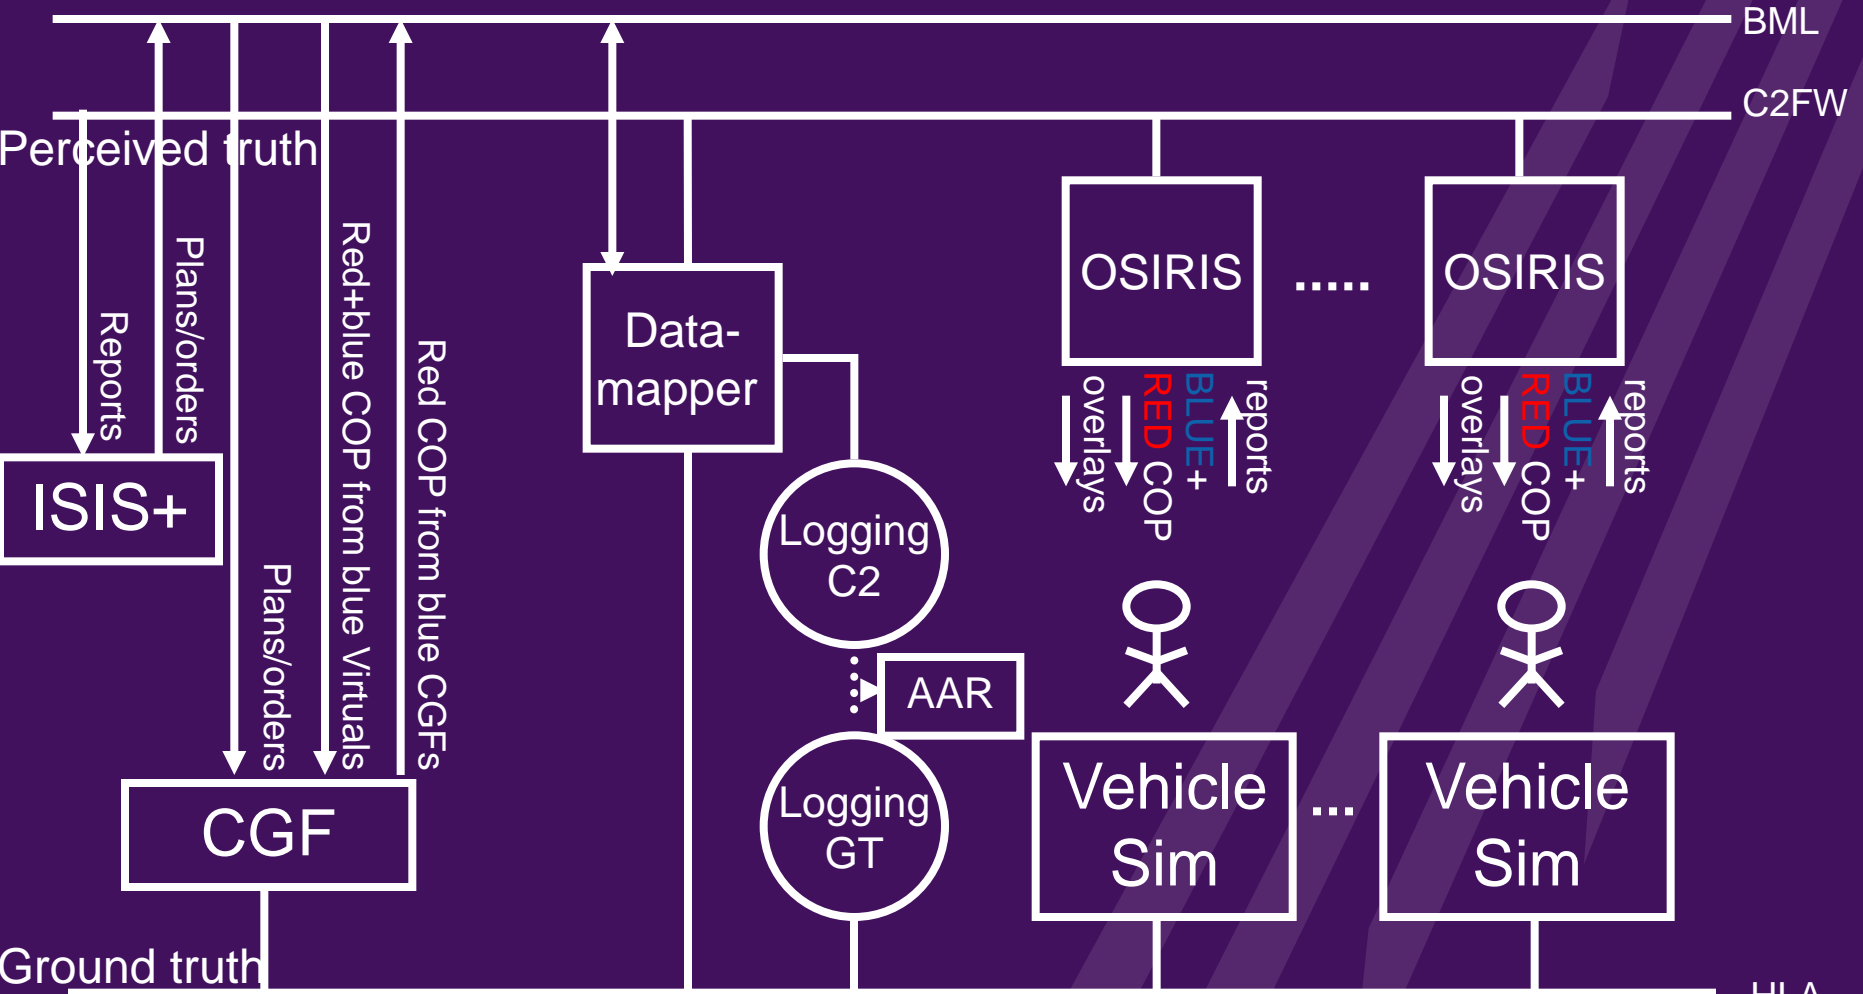 BML
C2FW
Perceived truth
Reports
Plans/orders
Plans/orders
Red+blue COP from blue Virtuals
Red COP from blue CGFs
ISIS+
CGF
Data-
mapper
Logging
C2
AAR
Logging
GT
OSIRIS
.....
OSIRIS
overlays
BLUE+
RED COP
reports
overlays
BLUE+
RED COP
reports
Vehicle
Sim
...
Vehicle
Sim
Ground truth
HLA